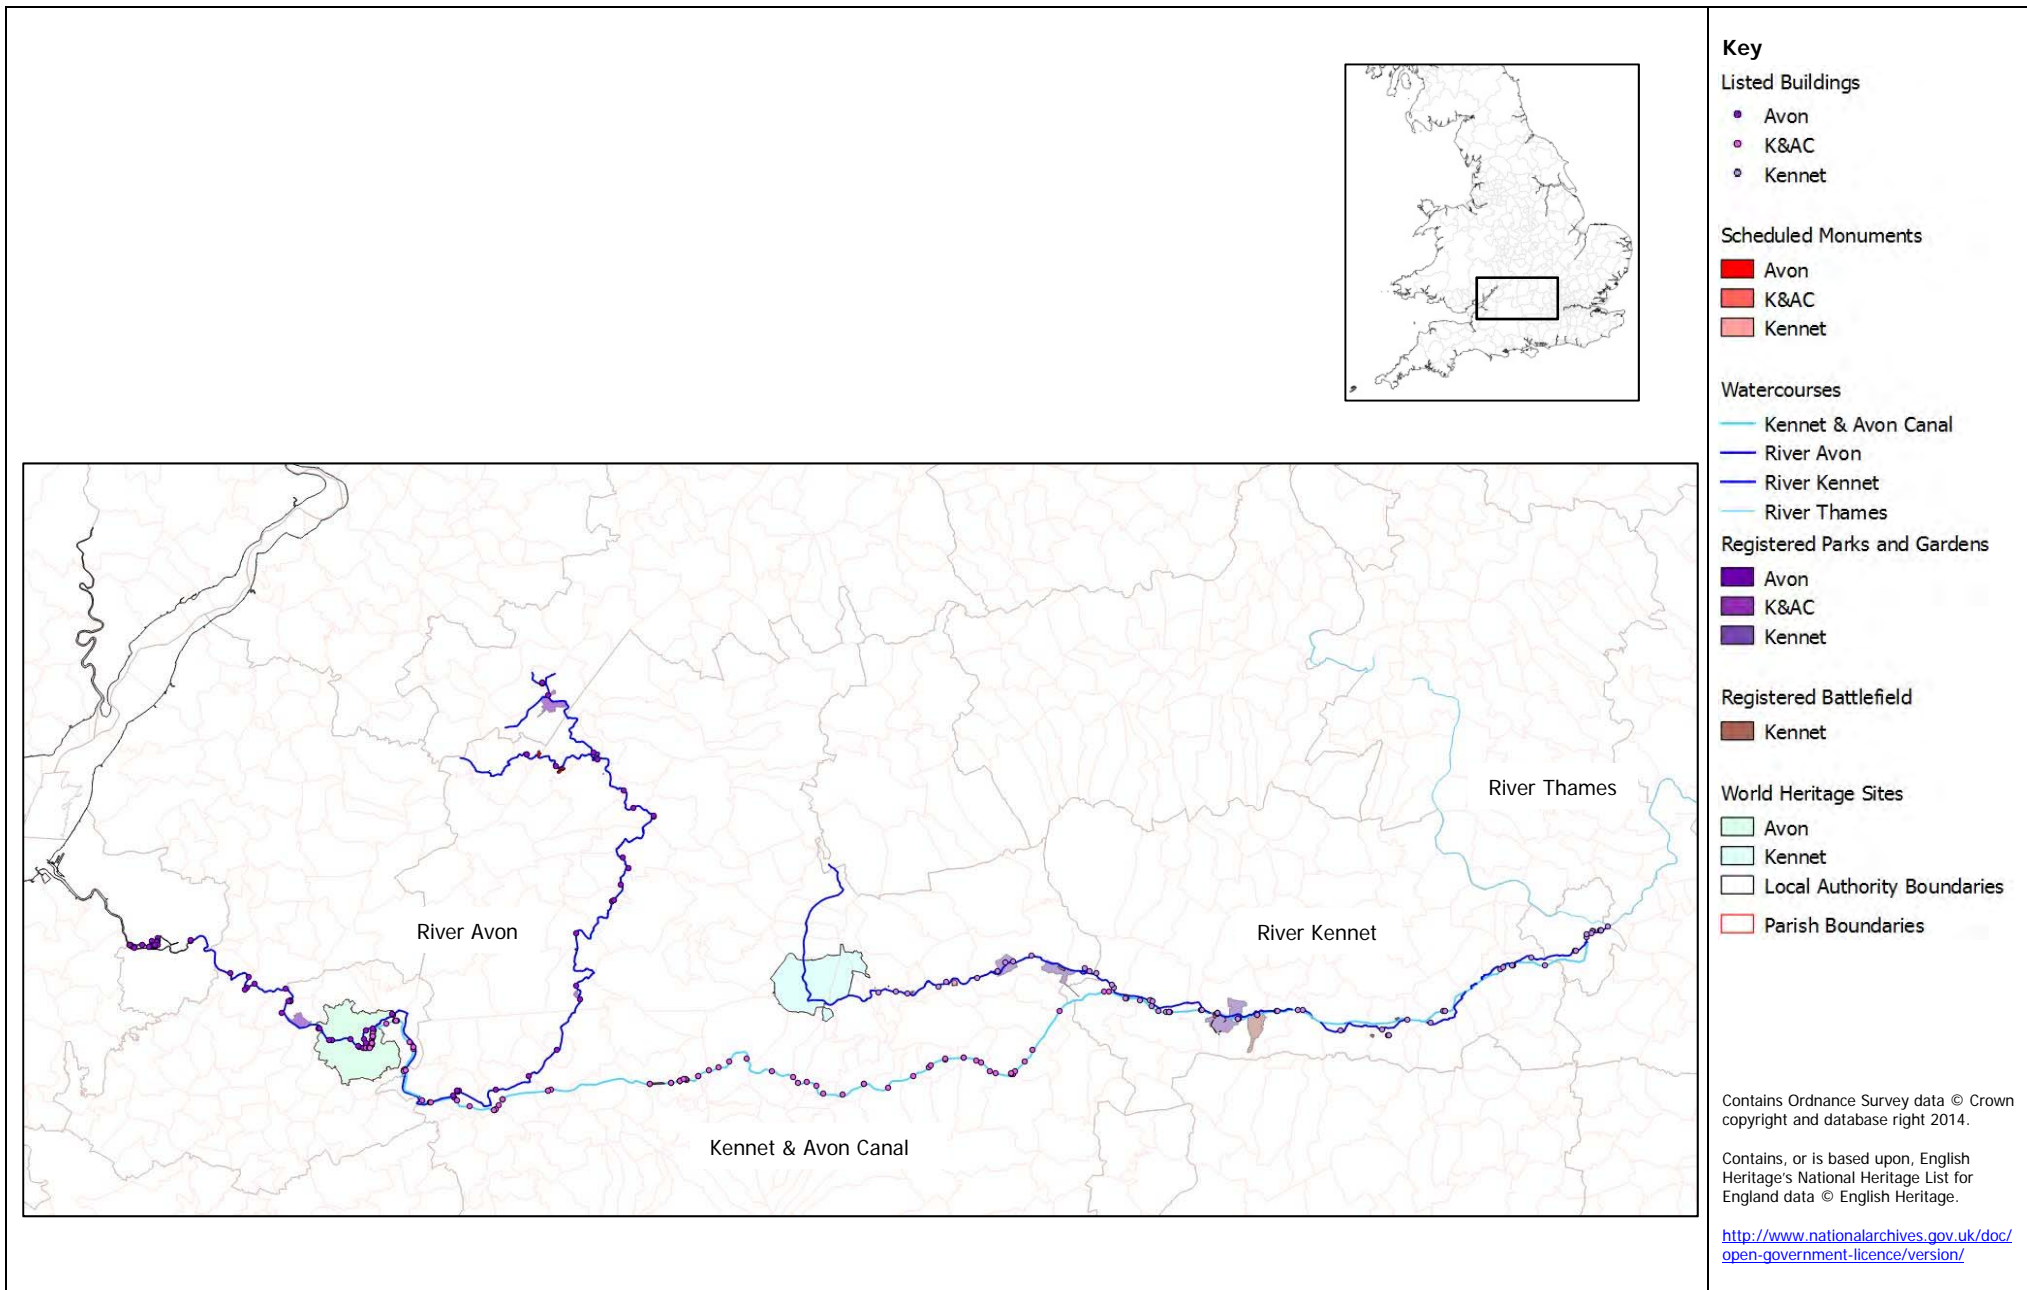 River Thames
River Avon
River Kennet
Kennet & Avon Canal
Key
Listed Buildings
Avon
K&AC
Kennet
Scheduled Monuments
Avon
K&AC
Kennet
Watercourses
Kennet & Avon Canal
River Avon
River Kennet
River Thames
Registered Parks and Gardens
Avon
K&AC
Kennet
Registered Battlefield
Kennet
World Heritage Sites
Avon
Kennet
Local Authority Boundaries
Parish Boundaries
Contains Ordnance Survey data © Crown
copyright and database right 2014.
Contains, or is based upon, English
Heritage's National Heritage List for
England data © English Heritage.
http://www.nationalarchives.gov.uk/doc/
open-government-licence/version/